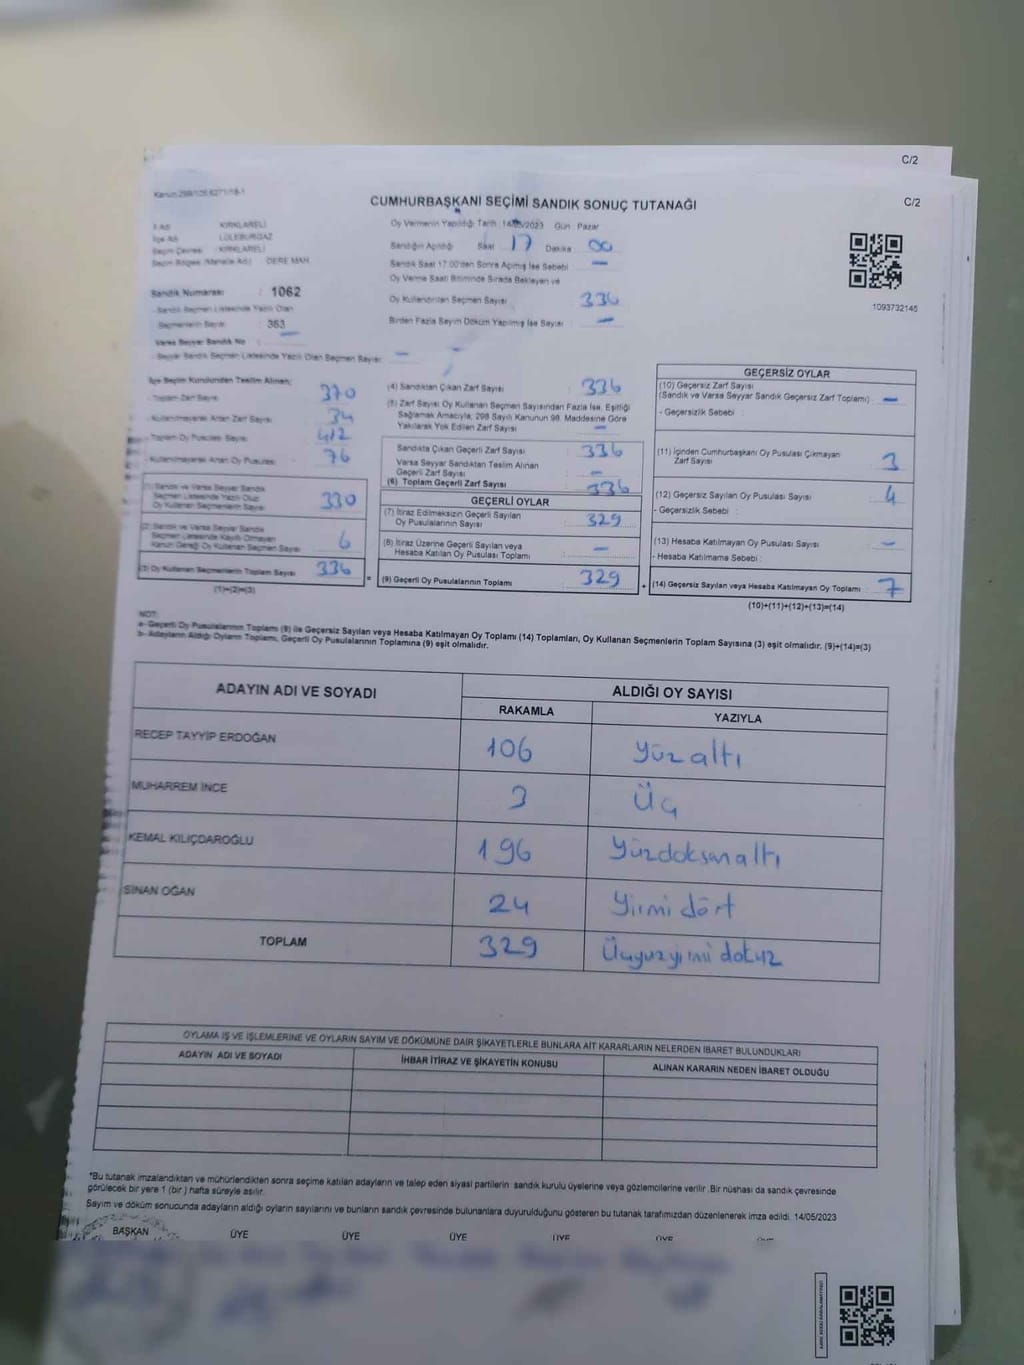 C/2
C/2
CUMHURBAŞKANI SEÇİMİ SANDIK SONUÇ TUTANAĞI
1093732145
İl Adı : KIRKLARELİ
İlçe Adı : LÜLEBURGAZ
Seçim Çevresi : KIRKLARELİ
Seçim Bölgesi (Mahalle Adı) : DERE MAH.
Sandık Numarası : 1062
Sandık Seçmen Listesinde Yazılı Olan
Seçmenlerin Sayısı : 363
Varsa Seyyar Sandık No :
- Seyyar Sandık Seçmen Listesinde Yazılı Olan Seçmen Sayısı : -
Oy Vermenin Yapıldığı Tarih : 14/05/2023 Gün : Pazar
Sandığın Açıldığı Saat : 17 Dakika : 00
Sandık Saat 17.00'den Sonra Açılmış İse Sebebi : -
Oy Verme Saati Bitiminde Sırada Bekleyen ve
Oy Kullandırılan Seçmen Sayısı : 336
Birden Fazla Sayım Döküm Yapılmış İse Sayısı : -
İlçe Seçim Kurulundan Teslim Alınan;
- Toplam Zarf Sayısı : 370
- Kullanılmayarak Artan Zarf Sayısı : 34
- Toplam Oy Pusulası Sayısı : 412
- Kullanılmayarak Artan Oy Pusulası : 76
(1) Sandık ve Varsa Seyyar Sandık
Seçmen Listesinde Yazılı Olup
Oy Kullanan Seçmenlerin Sayısı : 330
(2) Sandık ve Varsa Seyyar Sandık
Seçmen Listesinde Kayıtlı Olmayan
Kanun Gereği Oy Kullanan Seçmen Sayısı : 6
(3) Oy Kullanan Seçmenlerin Toplam Sayısı : 336
(1)+(2)=(3)
(4) Sandıktan Çıkan Zarf Sayısı : 336
(5) Zarf Sayısı Oy Kullanan Seçmen Sayısından Fazla İse, Eşitliği
Sağlamak Amacıyla, 298 Sayılı Kanunun 98. Maddesine Göre
Yakılarak Yok Edilen Zarf Sayısı : -
Sandıkta Çıkan Geçerli Zarf Sayısı : 336
Varsa Seyyar Sandıktan Teslim Alınan
Geçerli Zarf Sayısı : -
(6) Toplam Geçerli Zarf Sayısı : 336
GEÇERLİ OYLAR
(7) İtiraz Edilmeksizin Geçerli Sayılan
Oy Pusulalarının Sayısı : 329
(8) İtiraz Üzerine Geçerli Sayılan veya
Hesaba Katılan Oy Pusulası Toplamı : -
(9) Geçerli Oy Pusulalarının Toplamı : 329
GEÇERSİZ OYLAR
(10) Geçersiz Zarf Sayısı
(Sandık ve Varsa Seyyar Sandık Geçersiz Zarf Toplamı) : -
- Geçersizlik Sebebi :
(11) İçinden Cumhurbaşkanı Oy Pusulası Çıkmayan
Zarf Sayısı : 3
(12) Geçersiz Sayılan Oy Pusulası Sayısı : 4
- Geçersizlik Sebebi :
(13) Hesaba Katılmayan Oy Pusulası Sayısı : -
- Hesaba Katılmama Sebebi :
(14) Geçersiz Sayılan veya Hesaba Katılmayan Oy Toplamı : 7
(10)+(11)+(12)+(13)=(14)
NOT:
a- Geçerli Oy Pusulalarının Toplamı (9) ile Geçersiz Sayılan veya Hesaba Katılmayan Oy Toplamı (14) Toplamları, Oy Kullanan Seçmenlerin Toplam Sayısına (3) eşit olmalıdır. (9)+(14)=(3)
b- Adayların Aldığı Oyların Toplamı, Geçerli Oy Pusulalarının Toplamına (9) eşit olmalıdır.
ADAYIN ADI VE SOYADI ALDIĞI OY SAYISI
RAKAMLA YAZIYLA
RECEP TAYYİP ERDOĞAN 106 Yüz altı
MUHARREM İNCE 3 Üç
KEMAL KILIÇDAROĞLU 196 Yüzdoksan altı
SİNAN OĞAN 24 Yirmi dört
TOPLAM 329 Üçyüzyirmi dokuz
OYLAMA İŞ VE İŞLEMLERİNE VE OYLARIN SAYIM VE DÖKÜMÜNE DAİR ŞİKAYETLERLE BUNLARA AİT KARARLARIN NELERDEN İBARET BULUNDUKLARI
ADAYIN ADI VE SOYADI İHBAR İTİRAZ VE ŞİKAYETİN KONUSU ALINAN KARARIN NEDEN İBARET OLDUĞU
*Bu tutanak imzalandıktan ve mühürlendikten sonra seçime katılan adayların ve talep eden siyasi partilerin sandık kurulu üyelerine veya gözlemcilerine verilir. Bir nüshası da sandık çevresinde
görülecek bir yere 1 (bir) hafta süreyle asılır.
Sayım ve döküm sonucunda adayların aldığı oyların sayılarını ve bunların sandık çevresinde bulunanlara duyurulduğunu gösteren bu tutanak tarafımızdan düzenlenerek imza edildi. 14/05/2023
BAŞKAN ÜYE ÜYE ÜYE ÜYE ÜYE